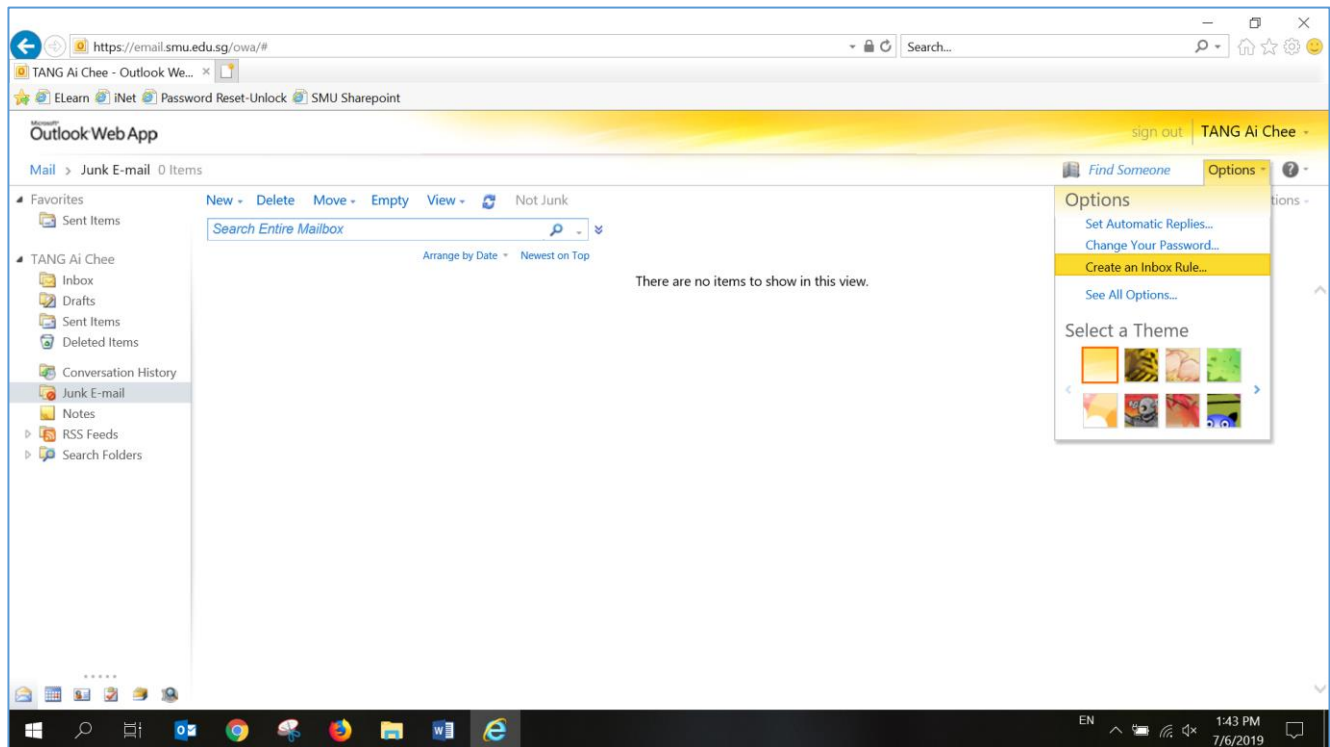 https://email.smu.edu.sg/owa/#
Search...
TANG Ai Chee - Outlook We...
ELearn iNet Password Reset-Unlock SMU Sharepoint
Microsoft®
Outlook Web App
sign out TANG Ai Chee
Mail > Junk E-mail 0 Items
Find Someone Options
Favorites
Sent Items
TANG Ai Chee
Inbox
Drafts
Sent Items
Deleted Items
Conversation History
Junk E-mail
Notes
RSS Feeds
Search Folders
New Delete Move Empty View Not Junk
Search Entire Mailbox
Arrange by Date Newest on Top
There are no items to show in this view.
Options
tions
Set Automatic Replies...
Change Your Password...
Create an Inbox Rule...
See All Options...
Select a Theme
EN
1:43 PM
7/6/2019